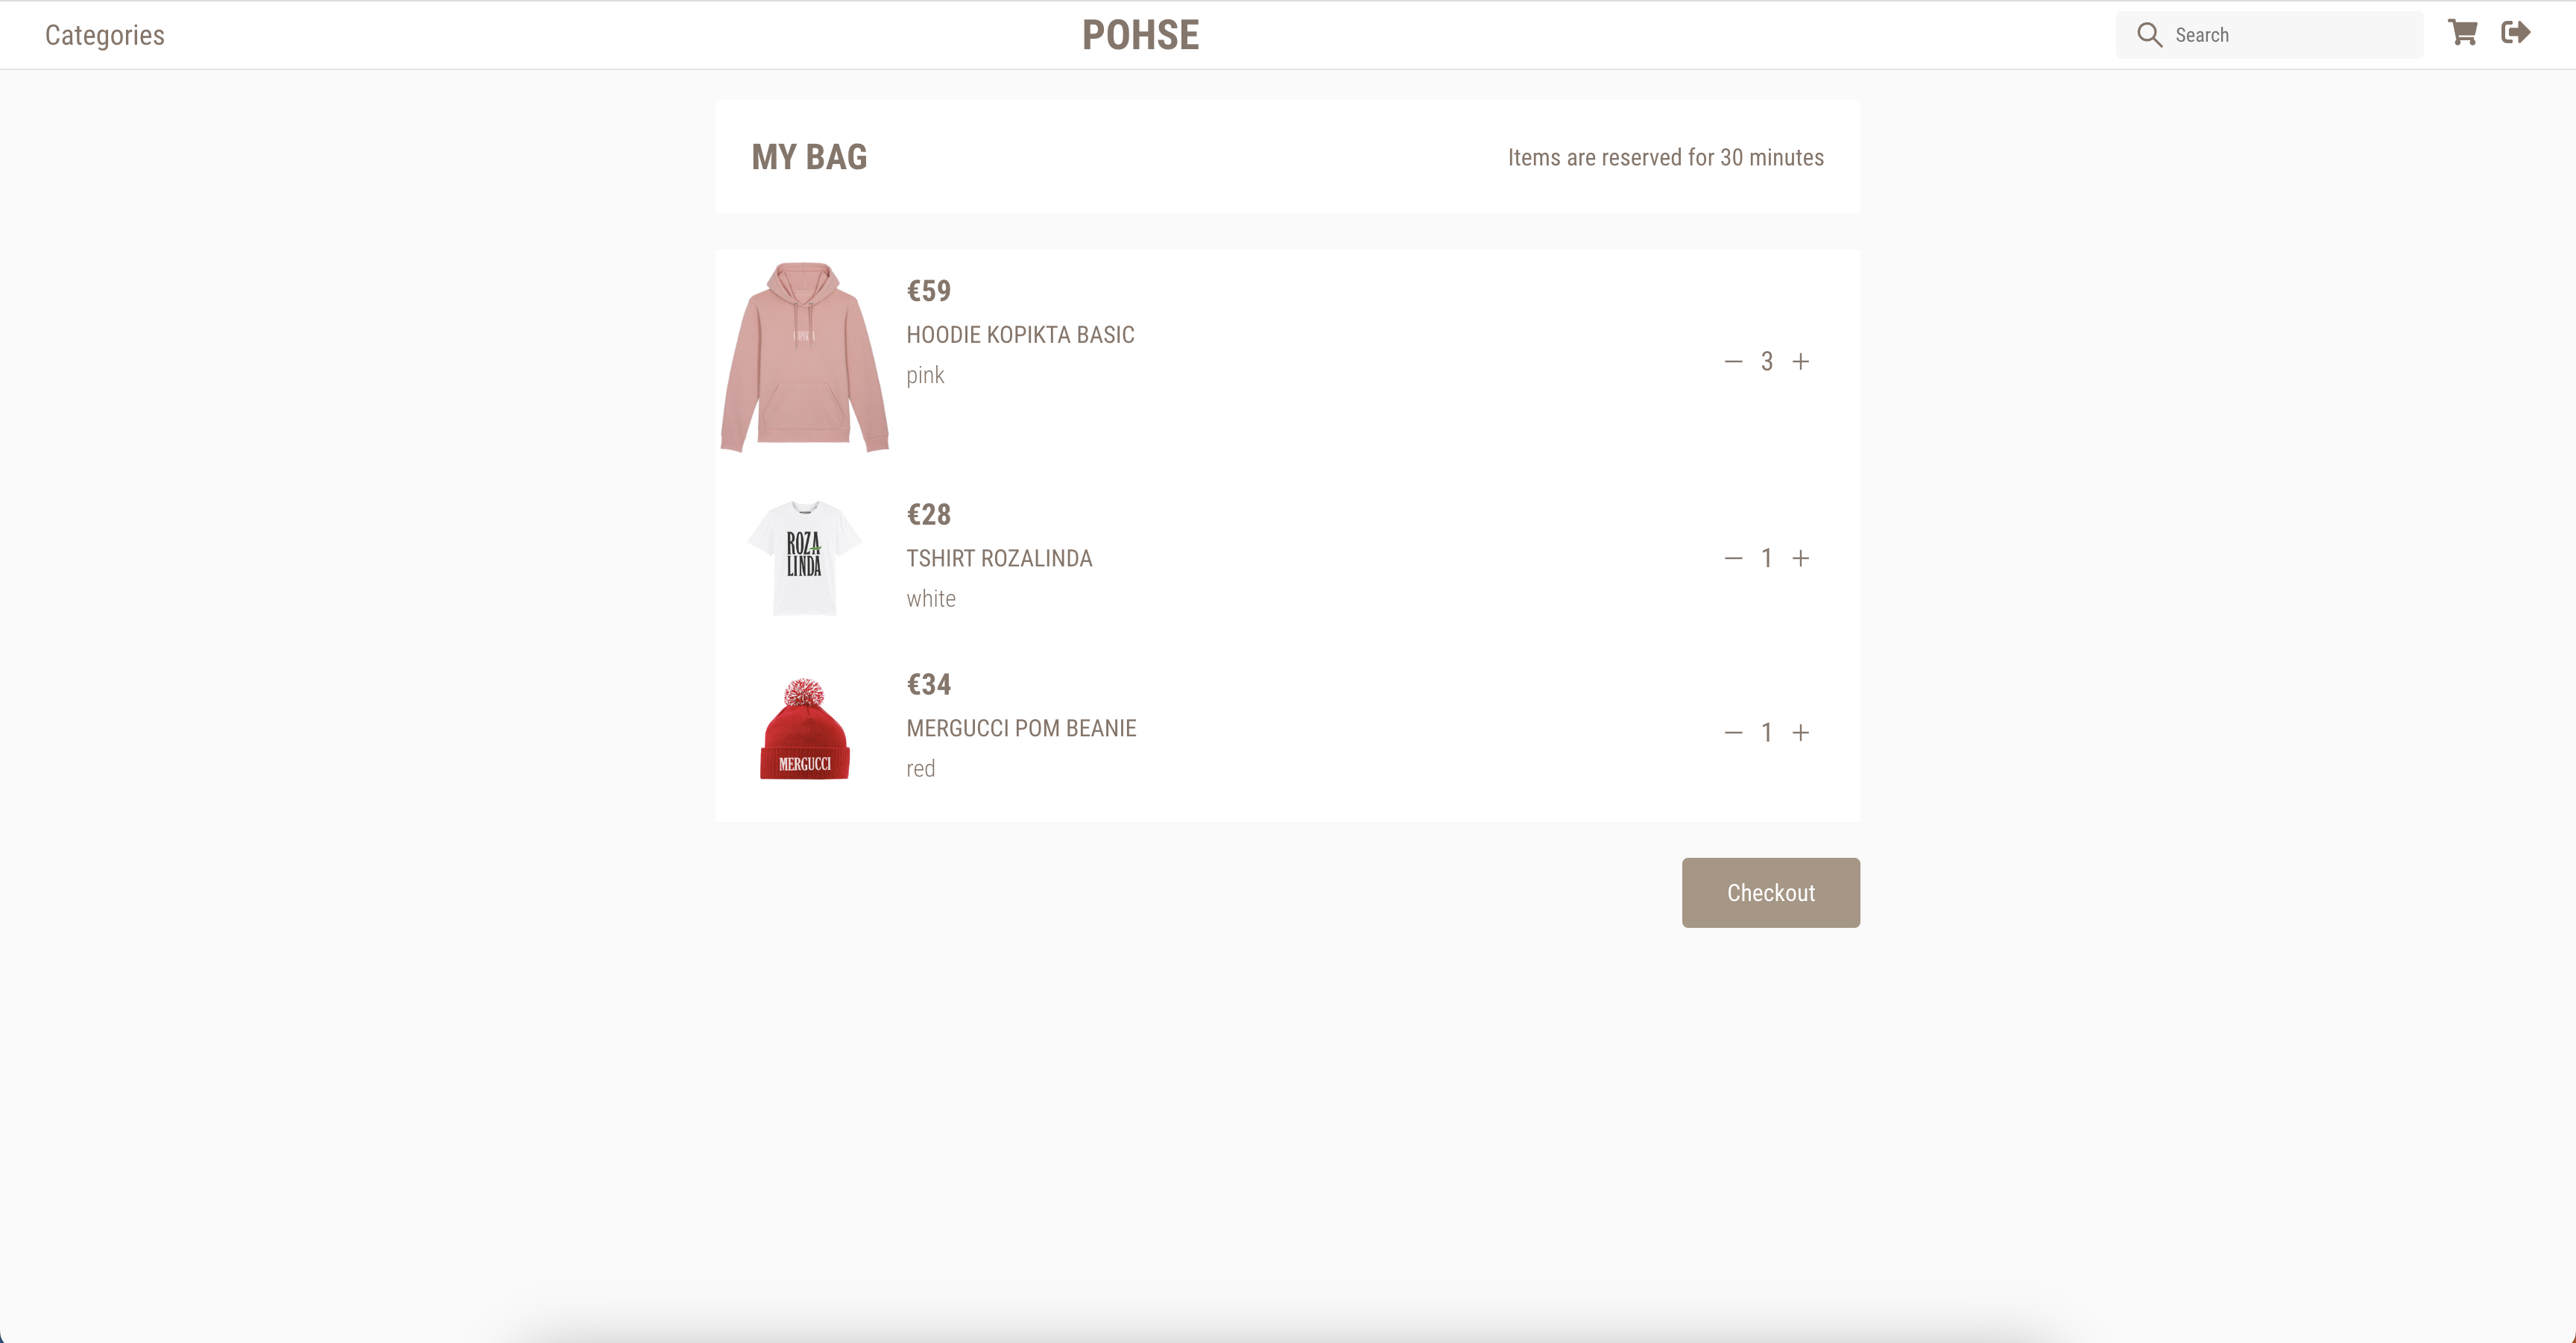 Categories
POHSE
Search
MY BAG
Items are reserved for 30 minutes
€59
HOODIE KOPIKTA BASIC
pink
3
€28
TSHIRT ROZALINDA
white
1
ROZA
LINDA
€34
MERGUCCI POM BEANIE
red
1
MERGUCCI
Checkout